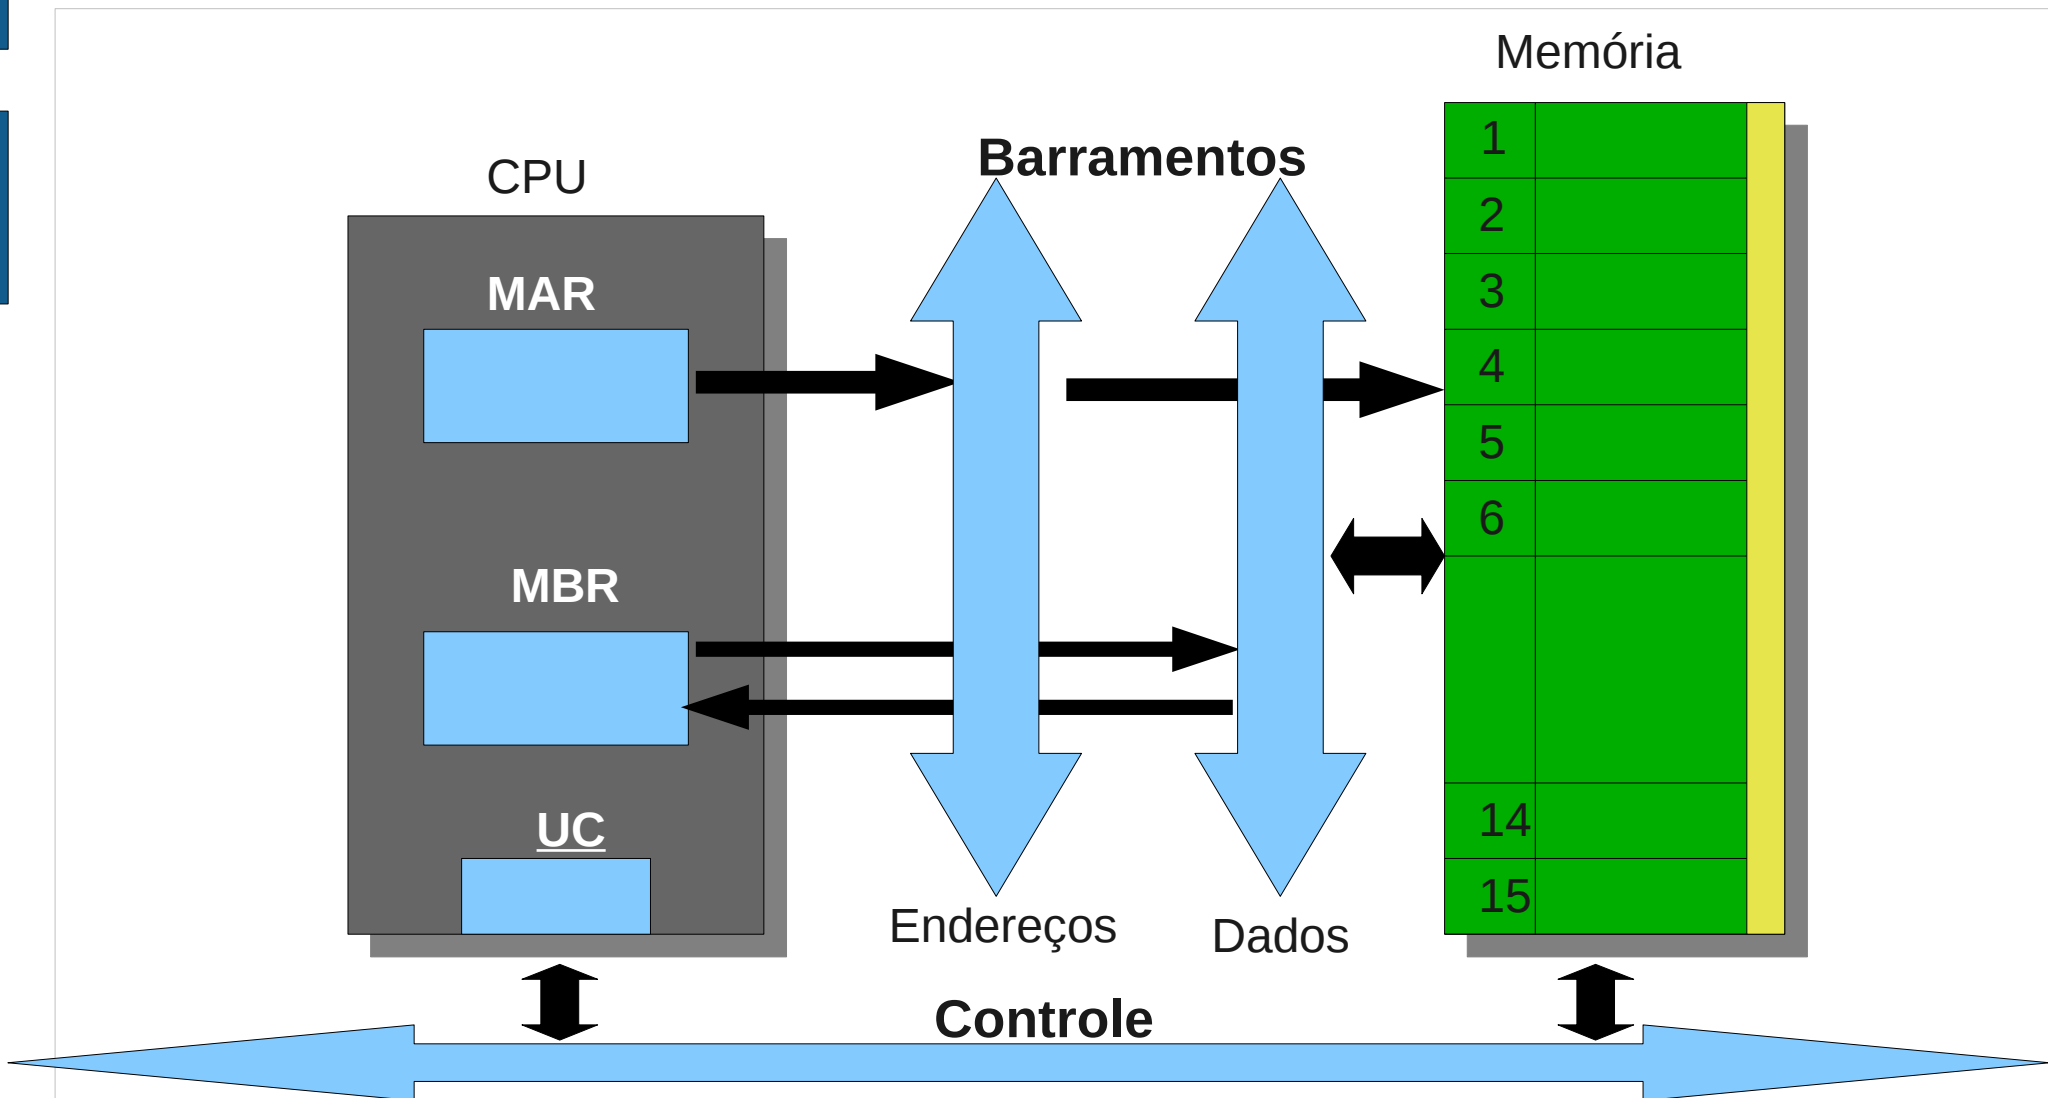 Memória
Barramentos
CPU
MAR
MBR
UC
1
2
3
4
5
6
14
15
Endereços
Dados
Controle